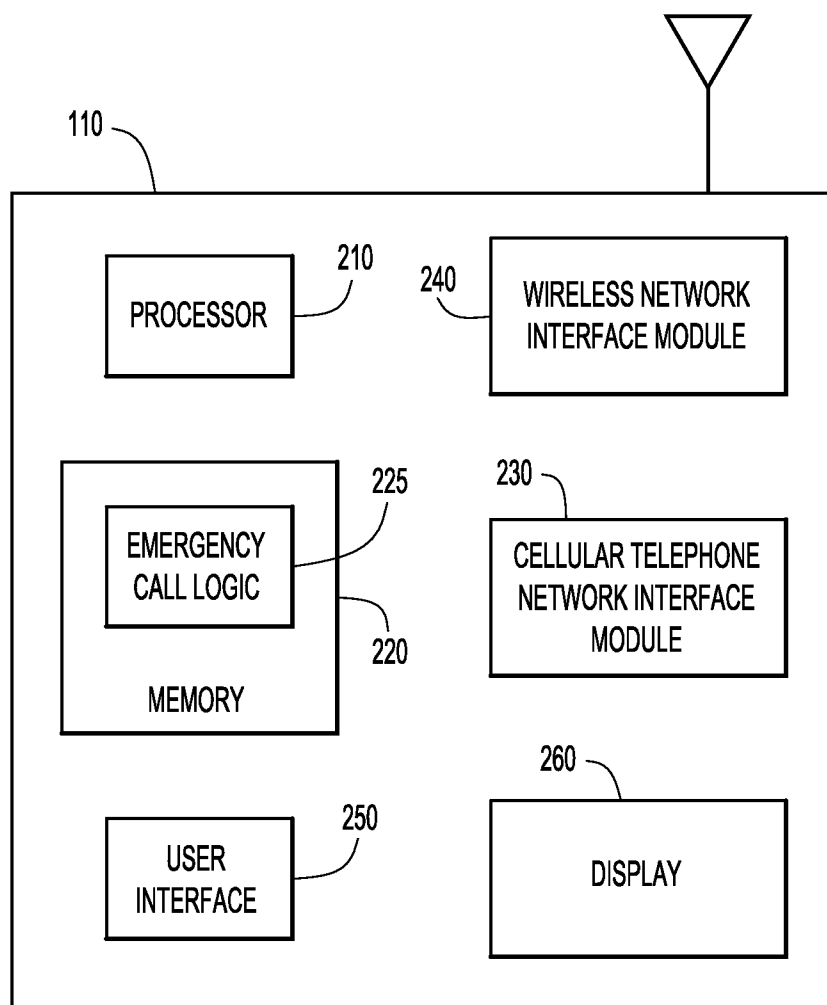 110
210
PROCESSOR
240
WIRELESS NETWORK
INTERFACE MODULE
225
EMERGENCY
CALL LOGIC
220
MEMORY
230
CELLULAR TELEPHONE
NETWORK INTERFACE
MODULE
250
USER
INTERFACE
260
DISPLAY